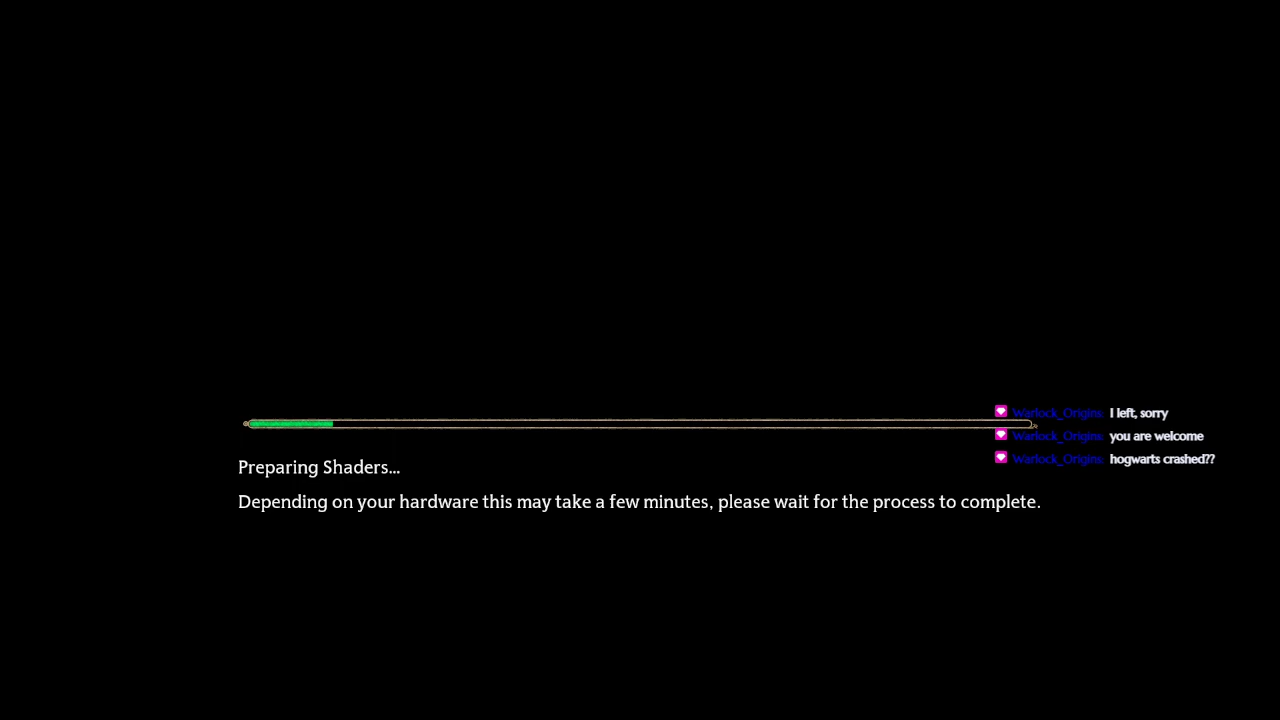 Warlock_Origins: I left, sorry
Warlock_Origins: you are welcome
Warlock_Origins: hogwarts crashed??
Preparing Shaders...
Depending on your hardware this may take a few minutes, please wait for the process to complete.